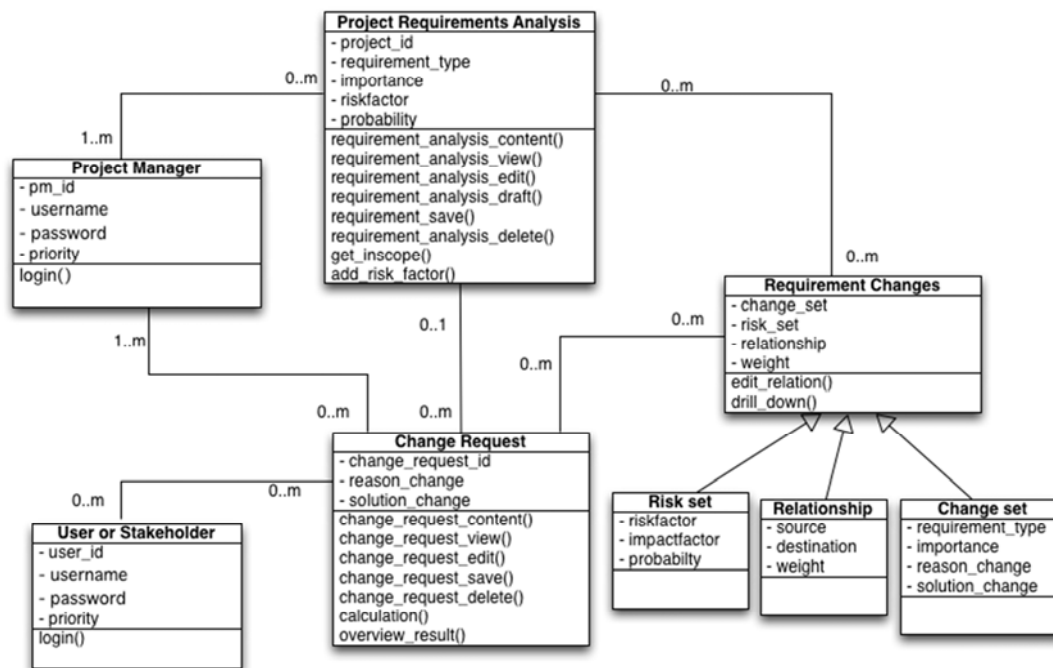 Project Requirements Analysis
- project_id
- requirement_type
- importance
- riskfactor
- probability
requirement_analysis_content()
requirement_analysis_view()
requirement_analysis_edit()
requirement_analysis_draft()
requirement_save()
requirement_analysis_delete()
get_inscope()
add_risk_factor()
0..m
1..m
0..m
0..m
Project Manager
- pm_id
- username
- password
- priority
login()
1..m
0..m
0..1
0..m
Requirement Changes
- change_set
- risk_set
- relationship
- weight
edit_relation()
drill_down()
0..m
0..m
Change Request
- change_request_id
- reason_change
- solution_change
change_request_content()
change_request_view()
change_request_edit()
change_request_save()
change_request_delete()
calculation()
overview_result()
0..m
0..m
User or Stakeholder
- user_id
- username
- password
- priority
login()
Risk set
- riskfactor
- impactfactor
- probabilty
Relationship
- source
- destination
- weight
Change set
- requirement_type
- importance
- reason_change
- solution_change